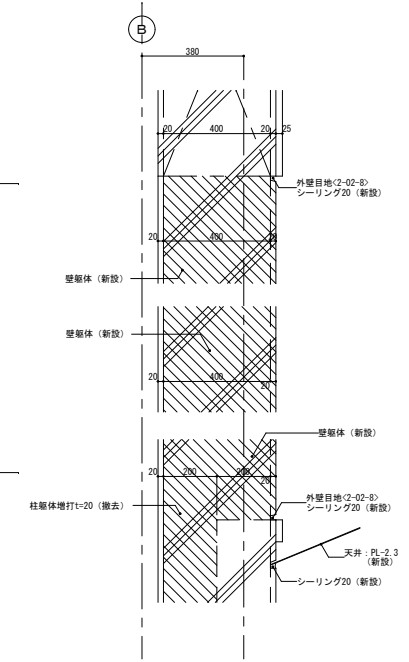 B
380
20 400 20 25
外壁目地<2-02-8>
シーリング20（新設）
20 400 20
壁躯体（新設）
壁躯体（新設）
400
20 20
壁躯体（新設）
20 200 200
20
外壁目地<2-02-8>
シーリング20（新設）
柱躯体増打t=20（撤去）
天井：PL-2.3
（新設）
シーリング20（新設）